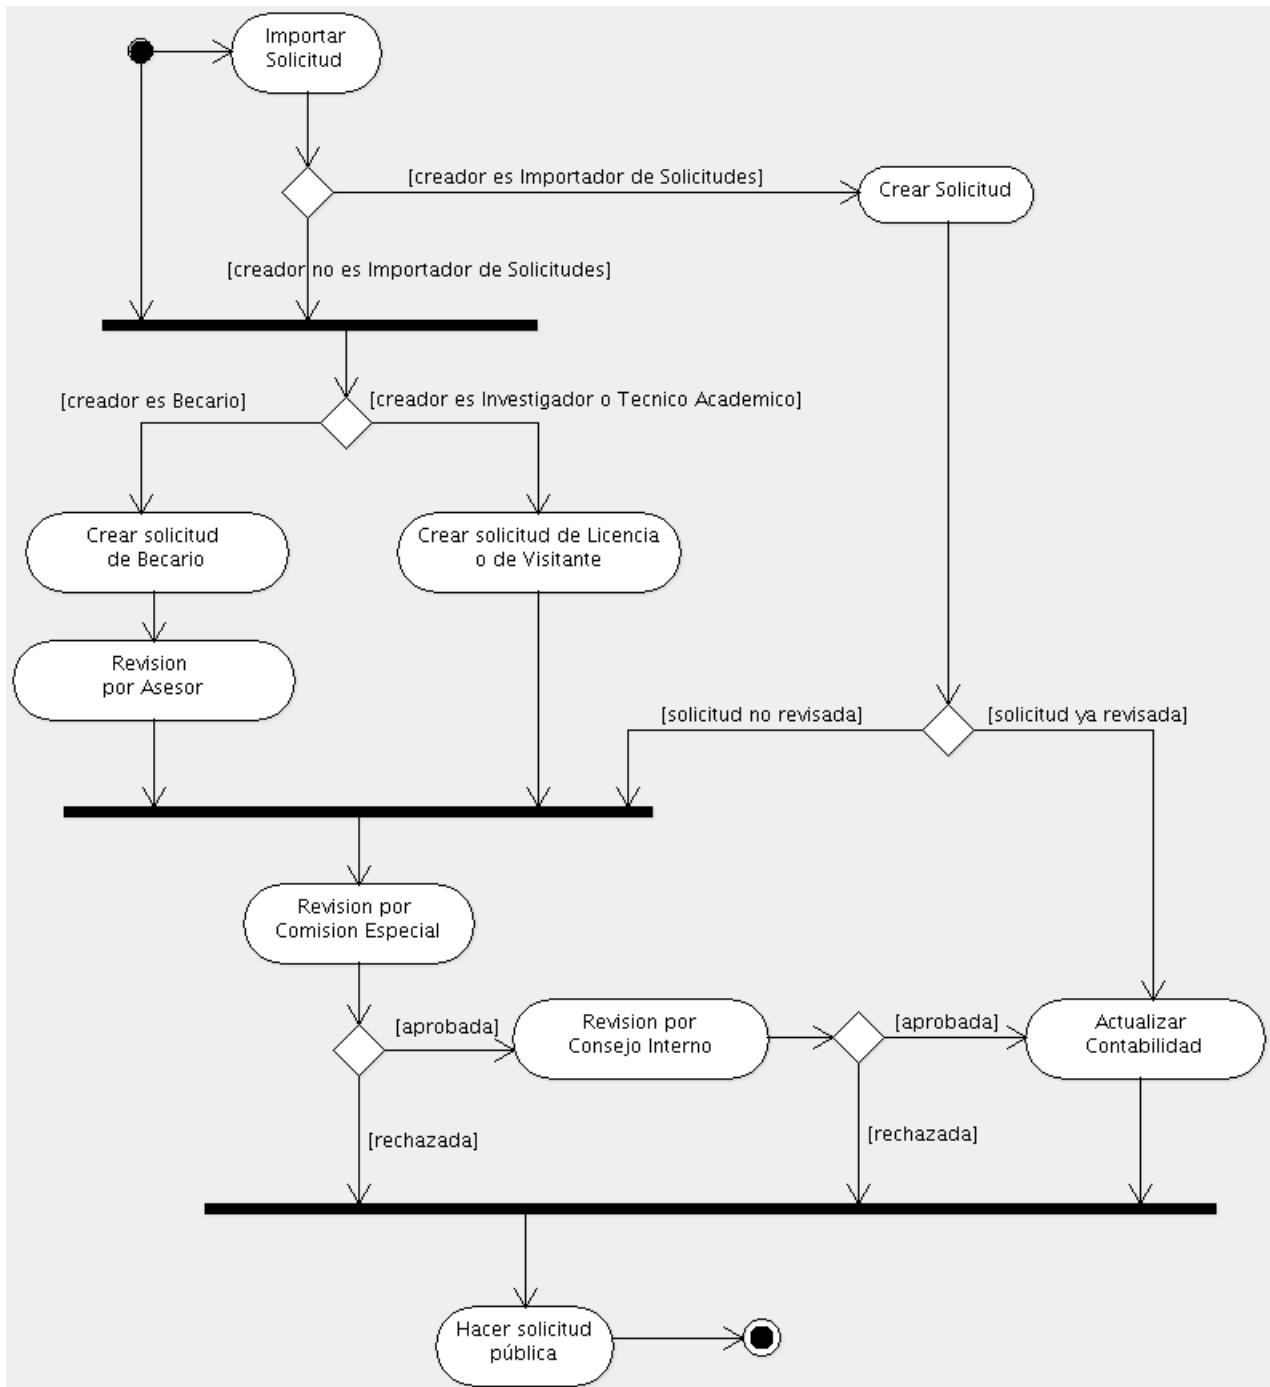 Importar
Solicitud
[creador es Importador de Solicitudes]
Crear Solicitud
[creador no es Importador de Solicitudes]
[creador es Becario]
[creador es Investigador o Tecnico Academico]
Crear solicitud
de Becario
Crear solicitud de Licencia
o de Visitante
Revision
por Asesor
[solicitud no revisada]
[solicitud ya revisada]
Revision por
Comision Especial
[aprobada]
Revision por
Consejo Interno
[aprobada]
Actualizar
Contabilidad
[rechazada]
[rechazada]
Hacer solicitud
pública